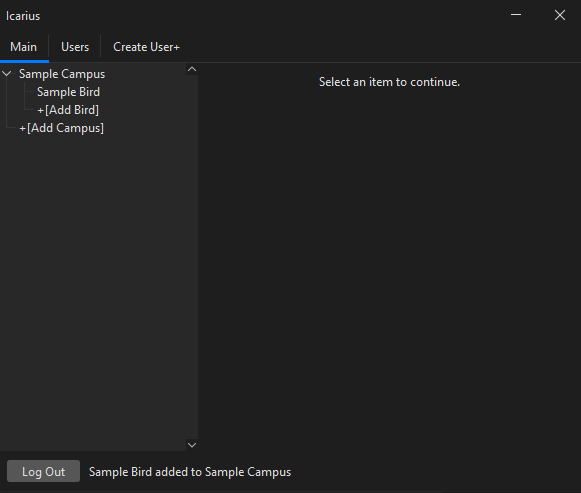 Icarius
Main Users Create User+
Sample Campus
Select an item to continue.
Sample Bird
+[Add Bird]
+[Add Campus]
Log Out Sample Bird added to Sample Campus